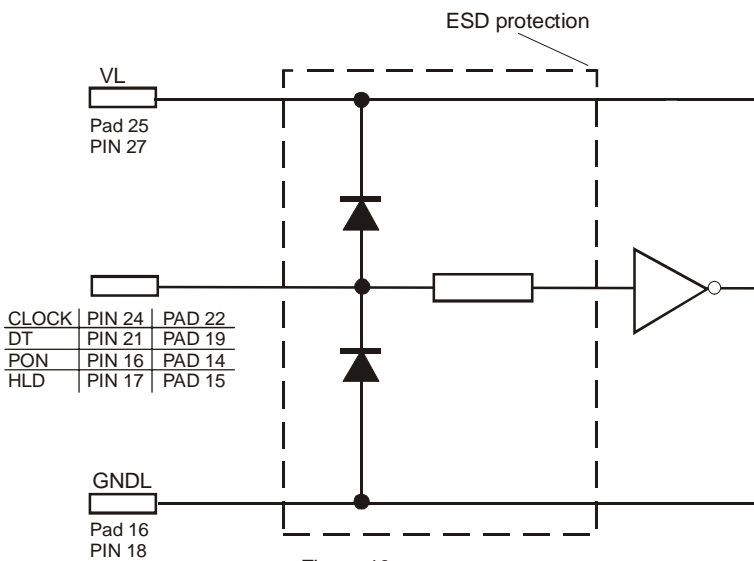 ESD protection
VL
Pad 25
PIN 27
CLOCK PIN 24 PAD 22
DT PIN 21 PAD 19
PON PIN 16 PAD 14
HLD PIN 17 PAD 15
GNDL
Pad 16
PIN 18